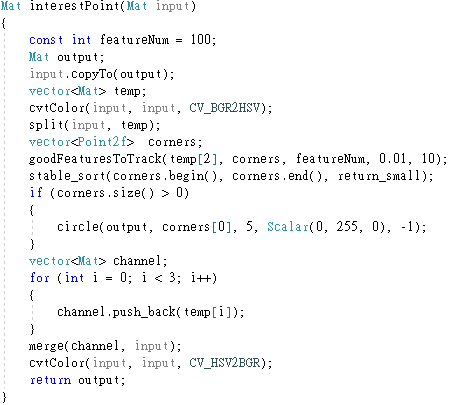 Mat interestPoint(Mat input)
{
    const int featureNum = 100;
    Mat output;
    input.copyTo(output);
    vector<Mat> temp;
    cvtColor(input, input, CV_BGR2HSV);
    split(input, temp);
    vector<Point2f>  corners;
    goodFeaturesToTrack(temp[2], corners, featureNum, 0.01, 10);
    stable_sort(corners.begin(), corners.end(), return_small);
    if (corners.size() > 0)
    {
        circle(output, corners[0], 5, Scalar(0, 255, 0), -1);
    }
    vector<Mat> channel;
    for (int i = 0; i < 3; i++)
    {
        channel.push_back(temp[i]);
    }
    merge(channel, input);
    cvtColor(input, input, CV_HSV2BGR);
    return output;
}